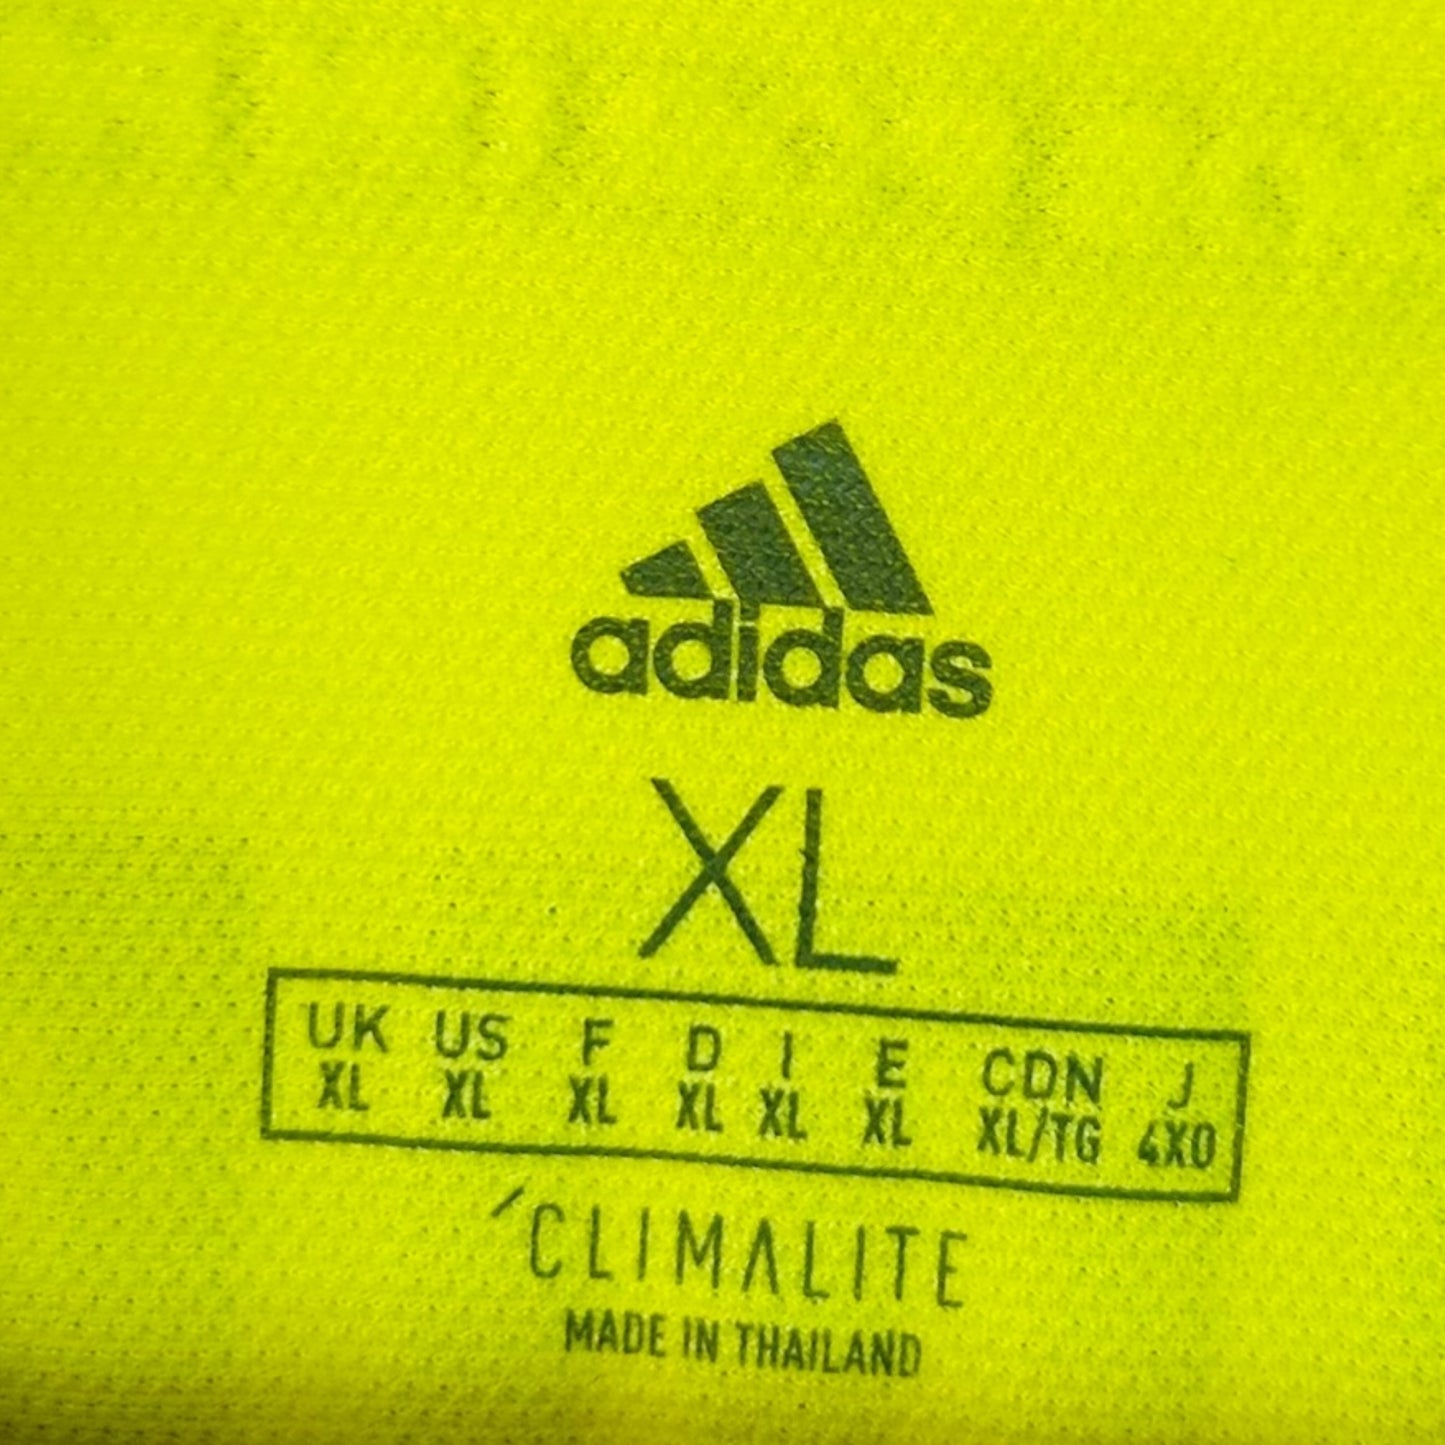 adidas
XL
UK US F D I E CDN J
XL XL XL XL XL XL XL/TG 4XO
´CLIMALITE
MADE IN THAILAND